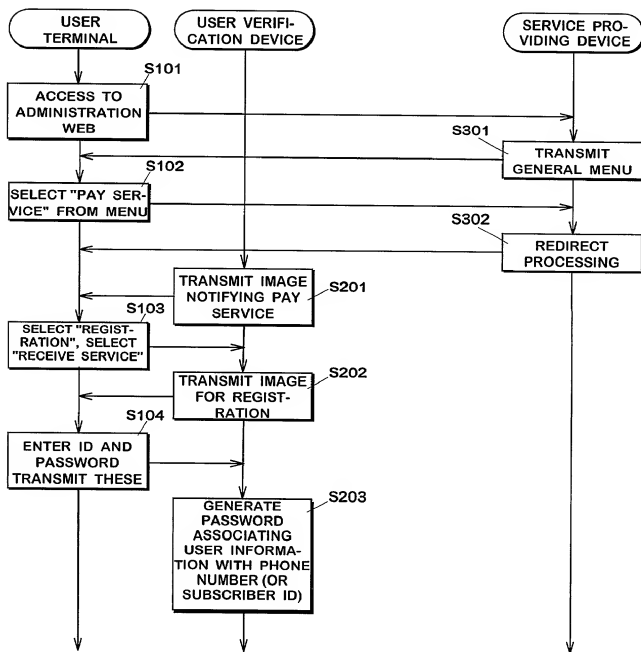 USER
TERMINAL
USER VERIFI-
CATION DEVICE
SERVICE PRO-
VIDING DEVICE
S101
ACCESS TO
ADMINISTRATION
WEB
S301
TRANSMIT
GENERAL MENU
S102
SELECT "PAY SER-
VICE" FROM MENU
S302
REDIRECT
PROCESSING
S201
TRANSMIT IMAGE
NOTIFYING PAY
SERVICE
S103
SELECT "REGIST-
RATION", SELECT
"RECEIVE SERVICE"
S202
TRANSMIT IMAGE
FOR REGIST-
RATION
S104
ENTER ID AND
PASSWORD
TRANSMIT THESE
S203
GENERATE
PASSWORD
ASSOCIATING
USER INFORMA-
TION WITH PHONE
NUMBER (OR
SUBSCRIBER ID)